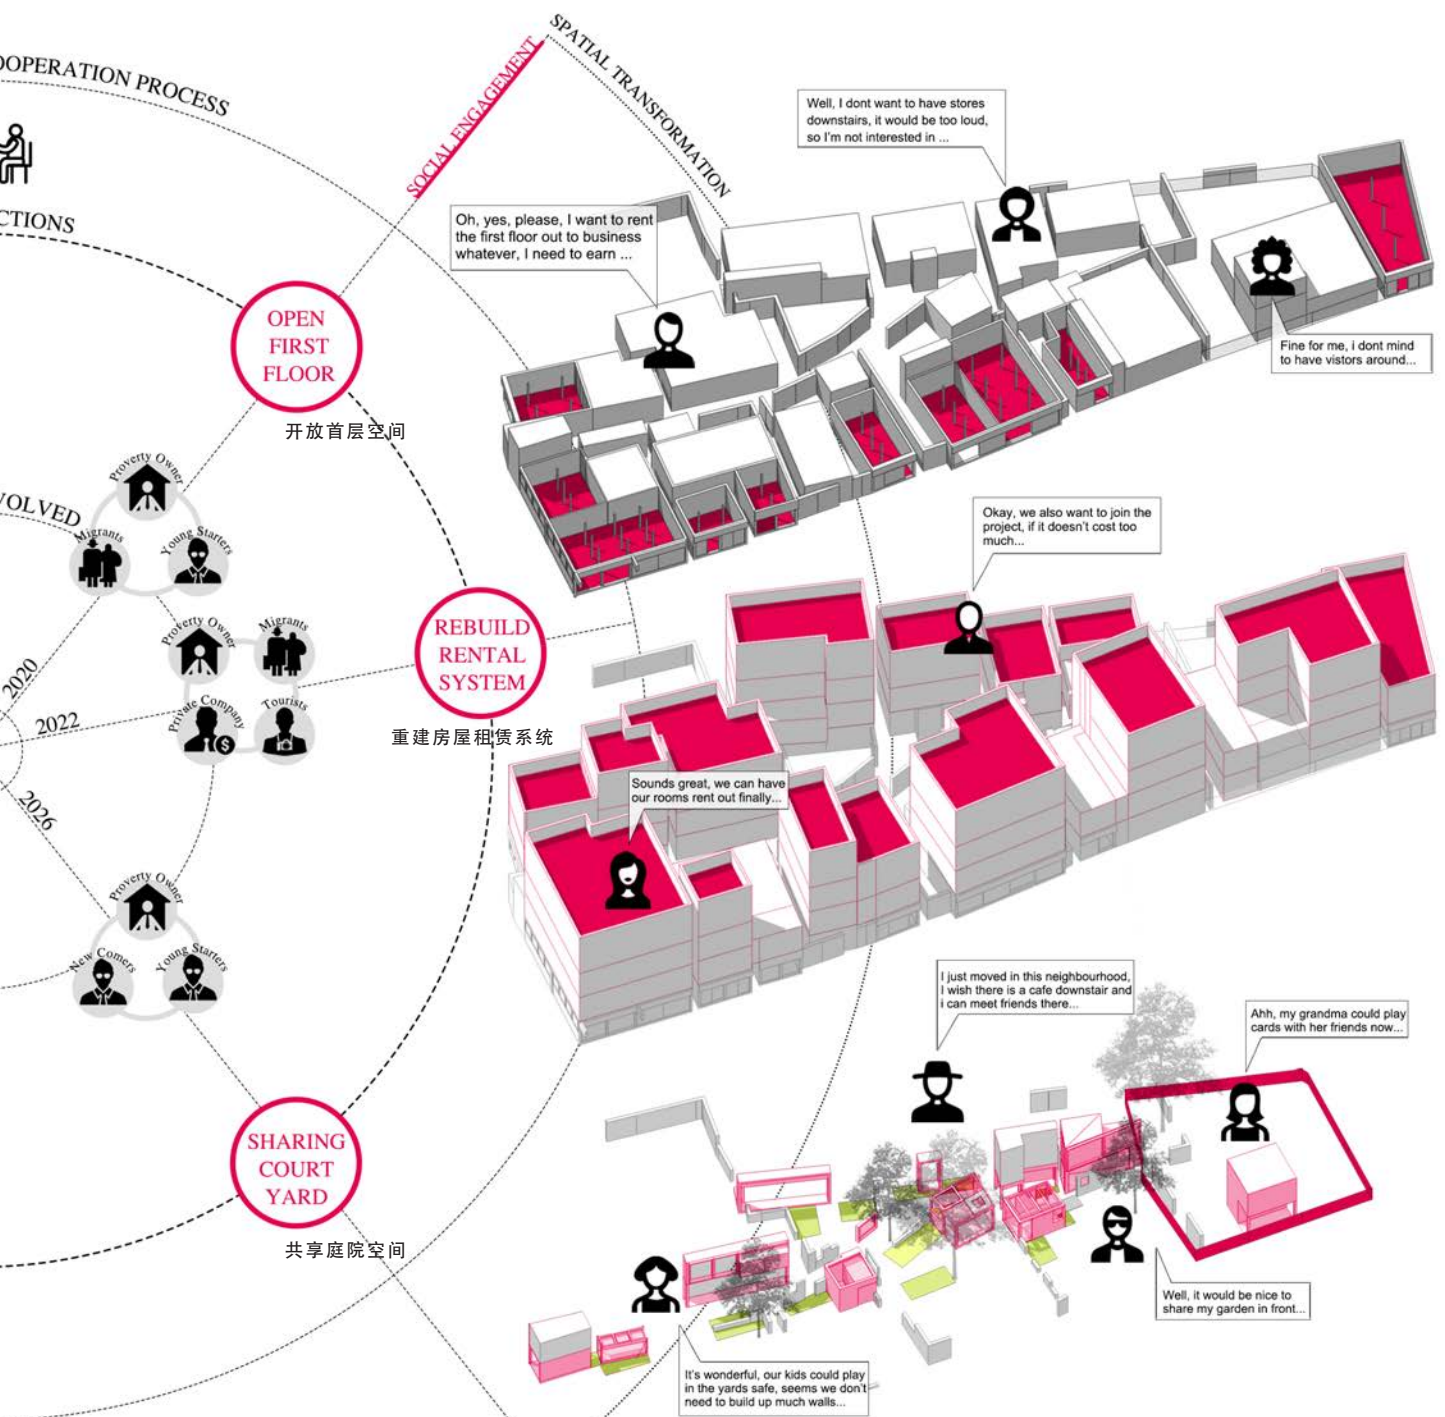 OOPERATION PROCESS
CTIONS
VOLVED
SOCIAL ENGAGEMENT
SPATIAL TRANSFORMATION
OPEN
FIRST
FLOOR
开放首层空间
Proverty Owner
Migrants
Young Starters
2020
Proverty Owner
Migrants
Private Company
Tourists
2022
REBUILD
RENTAL
SYSTEM
重建房屋租赁系统
2026
Proverty Owner
New Comers
Young Starters
SHARING
COURT
YARD
共享庭院空间
Well, I dont want to have stores
downstairs, it would be too loud,
so I'm not interested in ...
Oh, yes, please, I want to rent
the first floor out to business
whatever, I need to earn ...
Fine for me, i dont mind
to have vistors around...
Okay, we also want to join the
project, if it doesn't cost too
much...
Sounds great, we can have
our rooms rent out finally...
I just moved in this neighbourhood,
I wish there is a cafe downstair and
i can meet friends there...
Ahh, my grandma could play
cards with her friends now...
Well, it would be nice to
share my garden in front...
It's wonderful, our kids could play
in the yards safe, seems we don't
need to build up much walls...